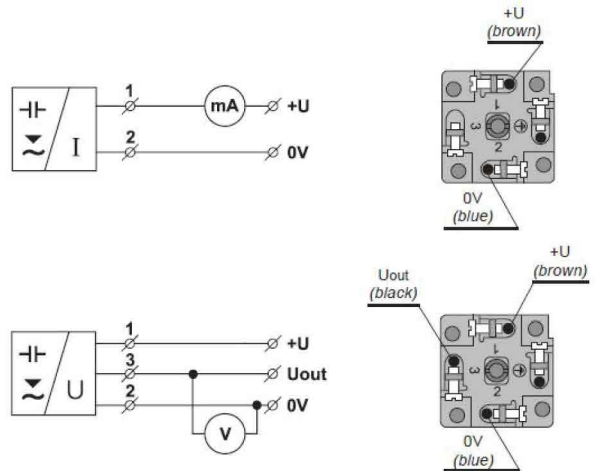 +U
(brown)
1
mA
+U
2
0V
I
1
3
2
0V
(blue)
+U
(brown)
Uout
(black)
1
+U
3
Uout
2
0V
U
V
1
3
2
0V
(blue)